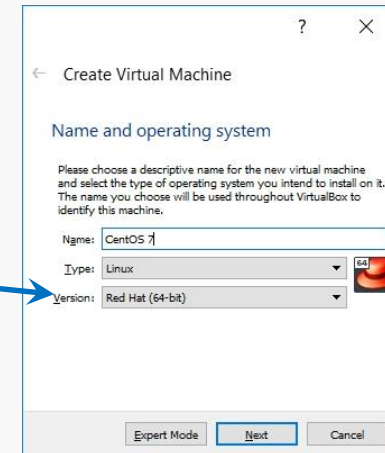 ?
Create Virtual Machine
Name and operating system
Please choose a descriptive name for the new virtual machine
and select the type of operating system you intend to install on it.
The name you choose will be used throughout VirtualBox to
identify this machine.
Name: CentOS 7
Type: Linux
64
Version: Red Hat (64-bit)
Expert Mode Next Cancel